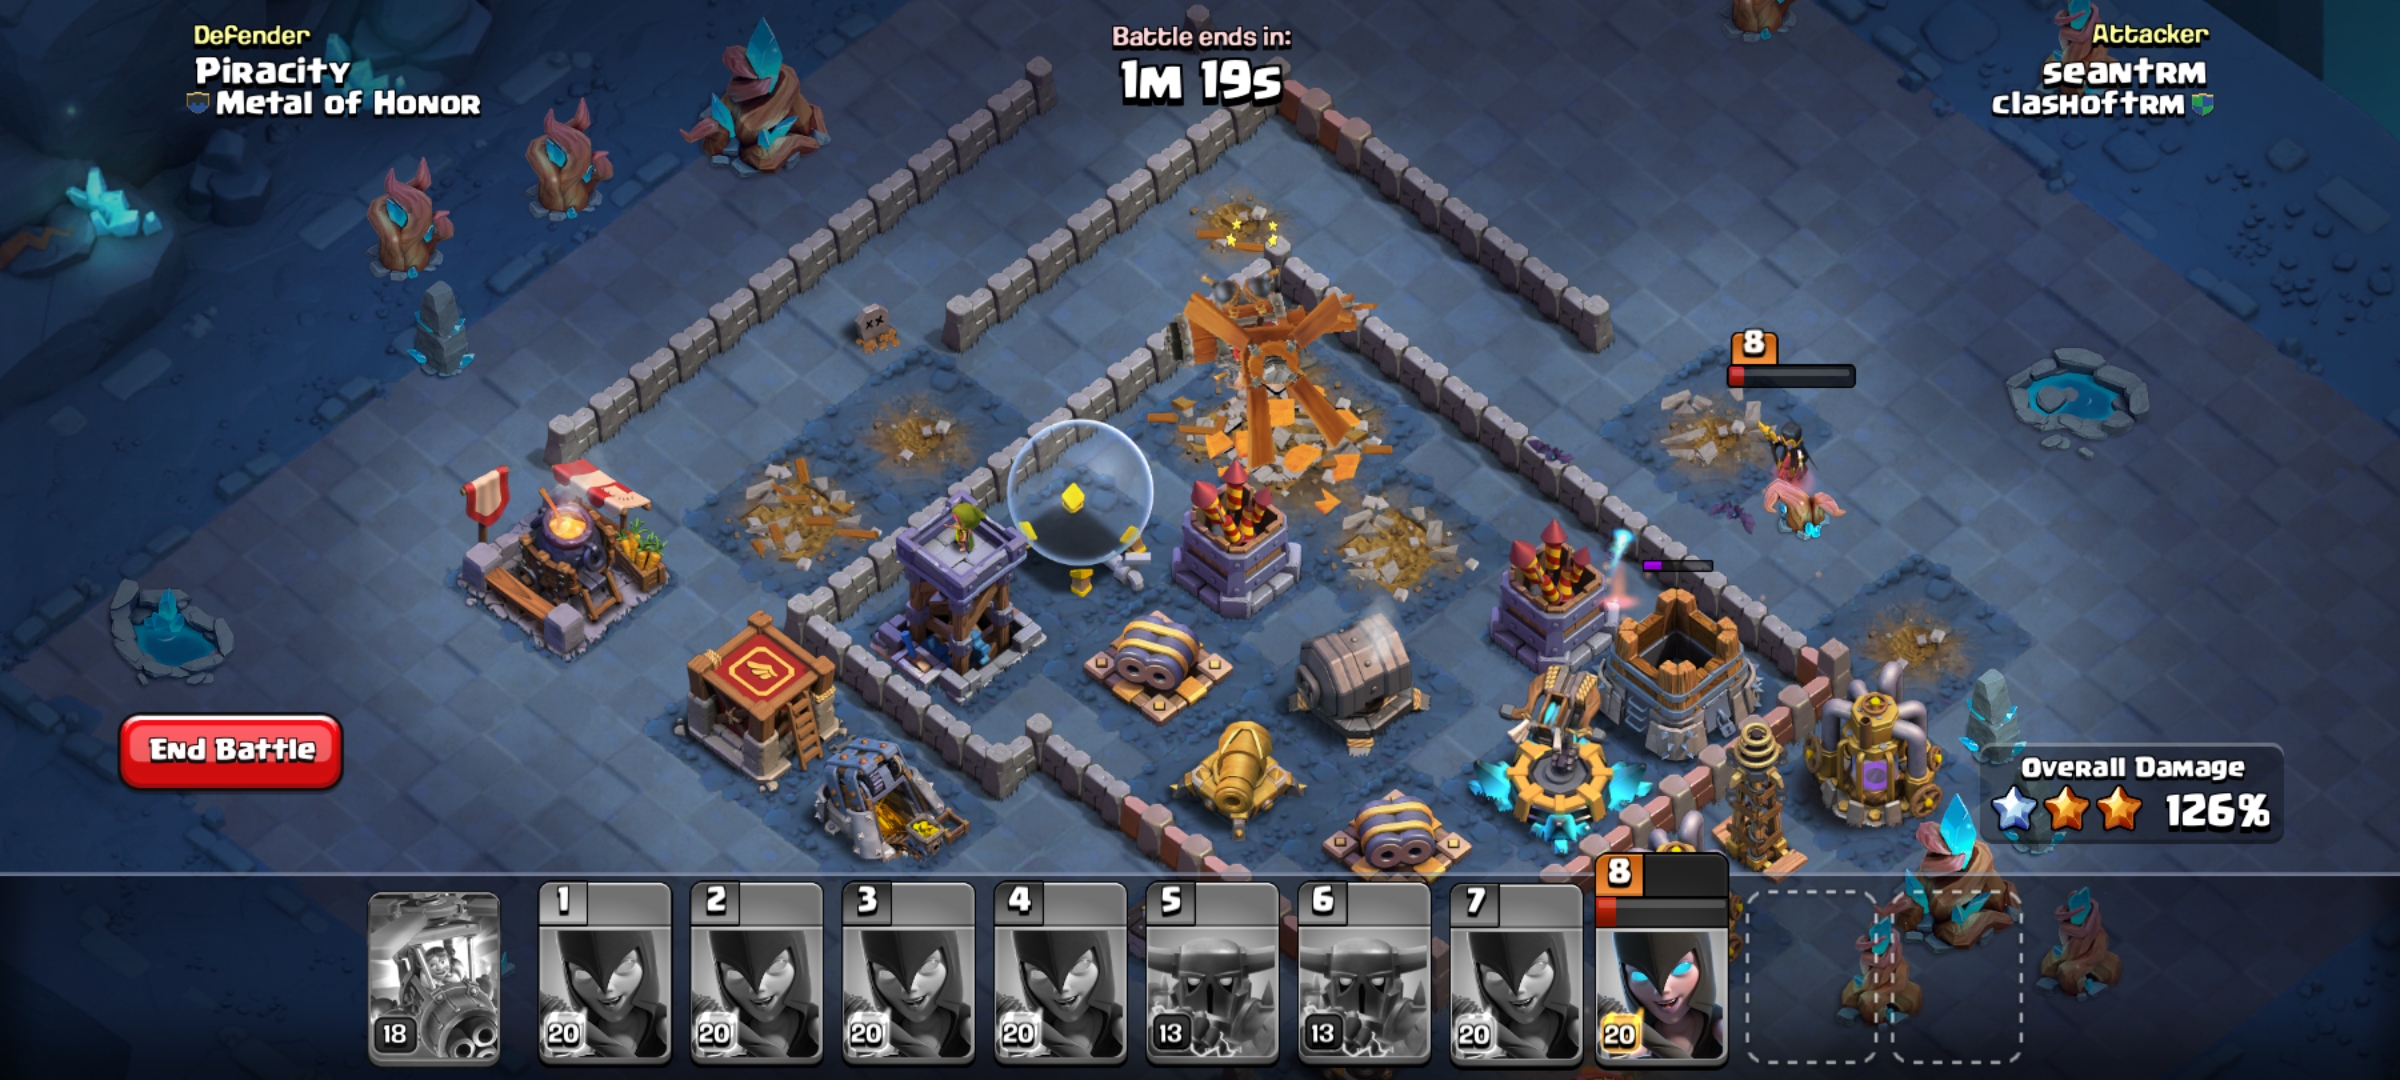 Defender
Piracity
Metal of Honor
Battle ends in:
1m 19s
Attacker
seantrm
clashoftrm
8
End Battle
Overall Damage
126%
18
1
20
2
20
3
20
4
20
5
13
6
13
7
20
8
20